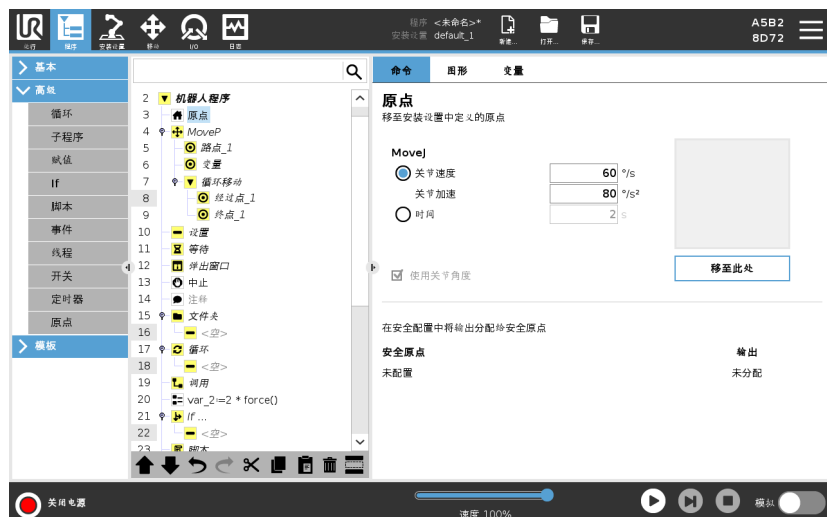 程序 <未命名>*
安装设置 default_1
A5B2
8D72
运行
程序
安装设置
移动
I/O
日志
新建...
打开...
保存...
基本
高级
循环
子程序
赋值
If
脚本
事件
线程
开关
定时器
原点
模板
2 机器人程序
3 原点
4 MoveP
5 路点_1
6 变量
7 循环移动
8 经过点_1
9 终点_1
10 设置
11 等待
12 弹出窗口
13 中止
14 注释
15 文件夹
16 <空>
17 循环
18 <空>
19 调用
20 var_2≔2 * force()
21 If ...
22 <空>
23 脚本
命令 图形 变量
原点
移至安装设置中定义的原点
MoveJ
关节速度 60 °/s
关节加速 80 °/s²
时间 2 s
移至此处
使用关节角度
在安全配置中将输出分配给安全原点
安全原点 输出
未配置 未分配
关闭电源
速度 100%
模拟